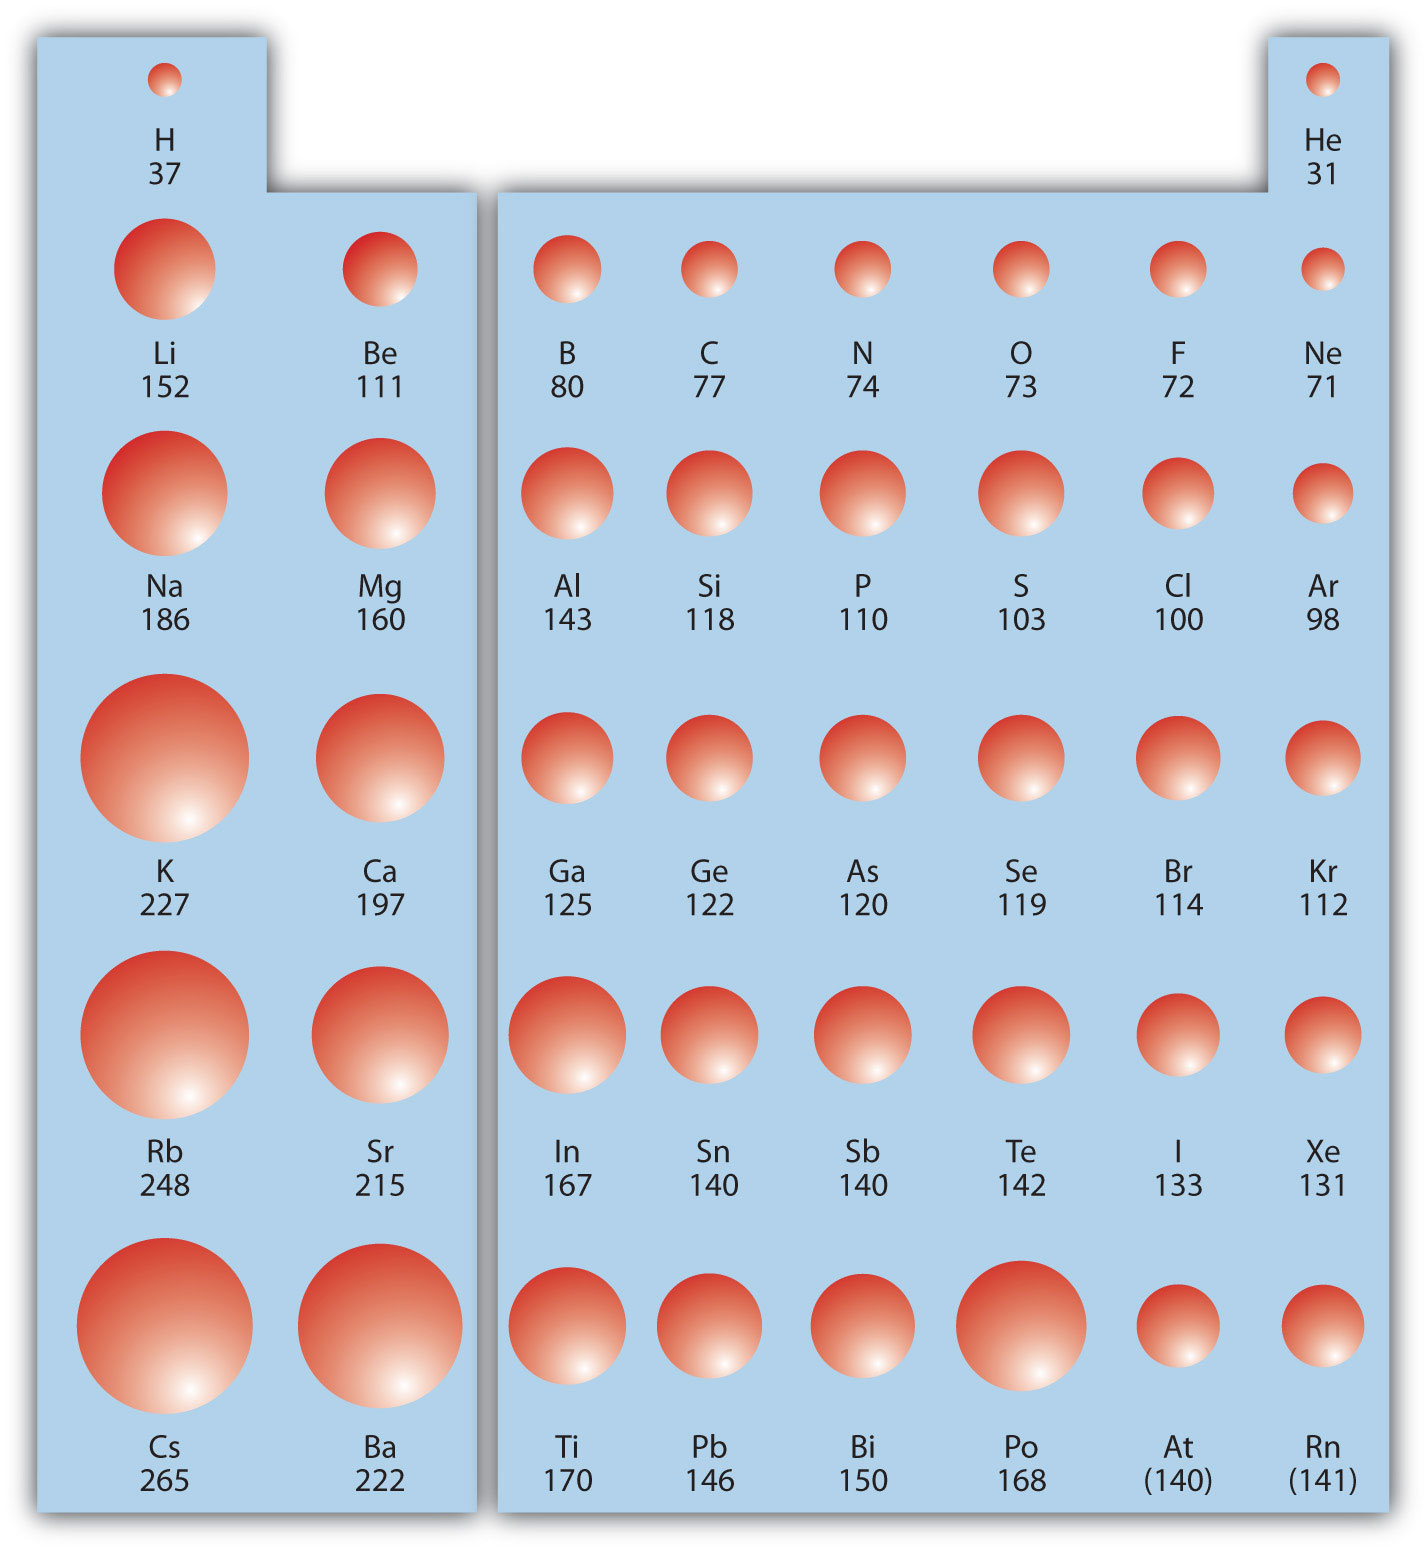 H He
37 31
Li Be B C N O F Ne
152 111 80 77 74 73 72 71
Na Mg Al Si P S Cl Ar
186 160 143 118 110 103 100 98
K Ca Ga Ge As Se Br Kr
227 197 125 122 120 119 114 112
Rb Sr In Sn Sb Te I Xe
248 215 167 140 140 142 133 131
Cs Ba Ti Pb Bi Po At Rn
265 222 170 146 150 168 (140) (141)